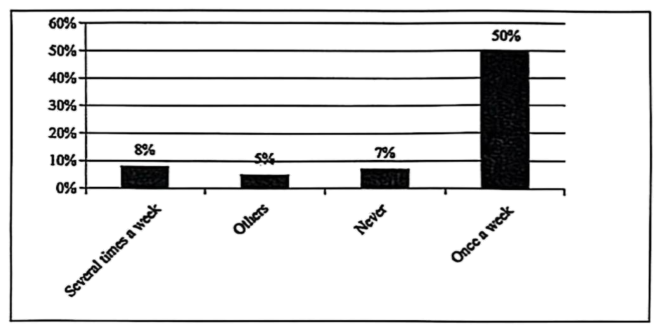 60%
50%
40%
30%
20%
10%
0%
8%
5%
7%
50%
Several times a week
Others
Never
Once a week